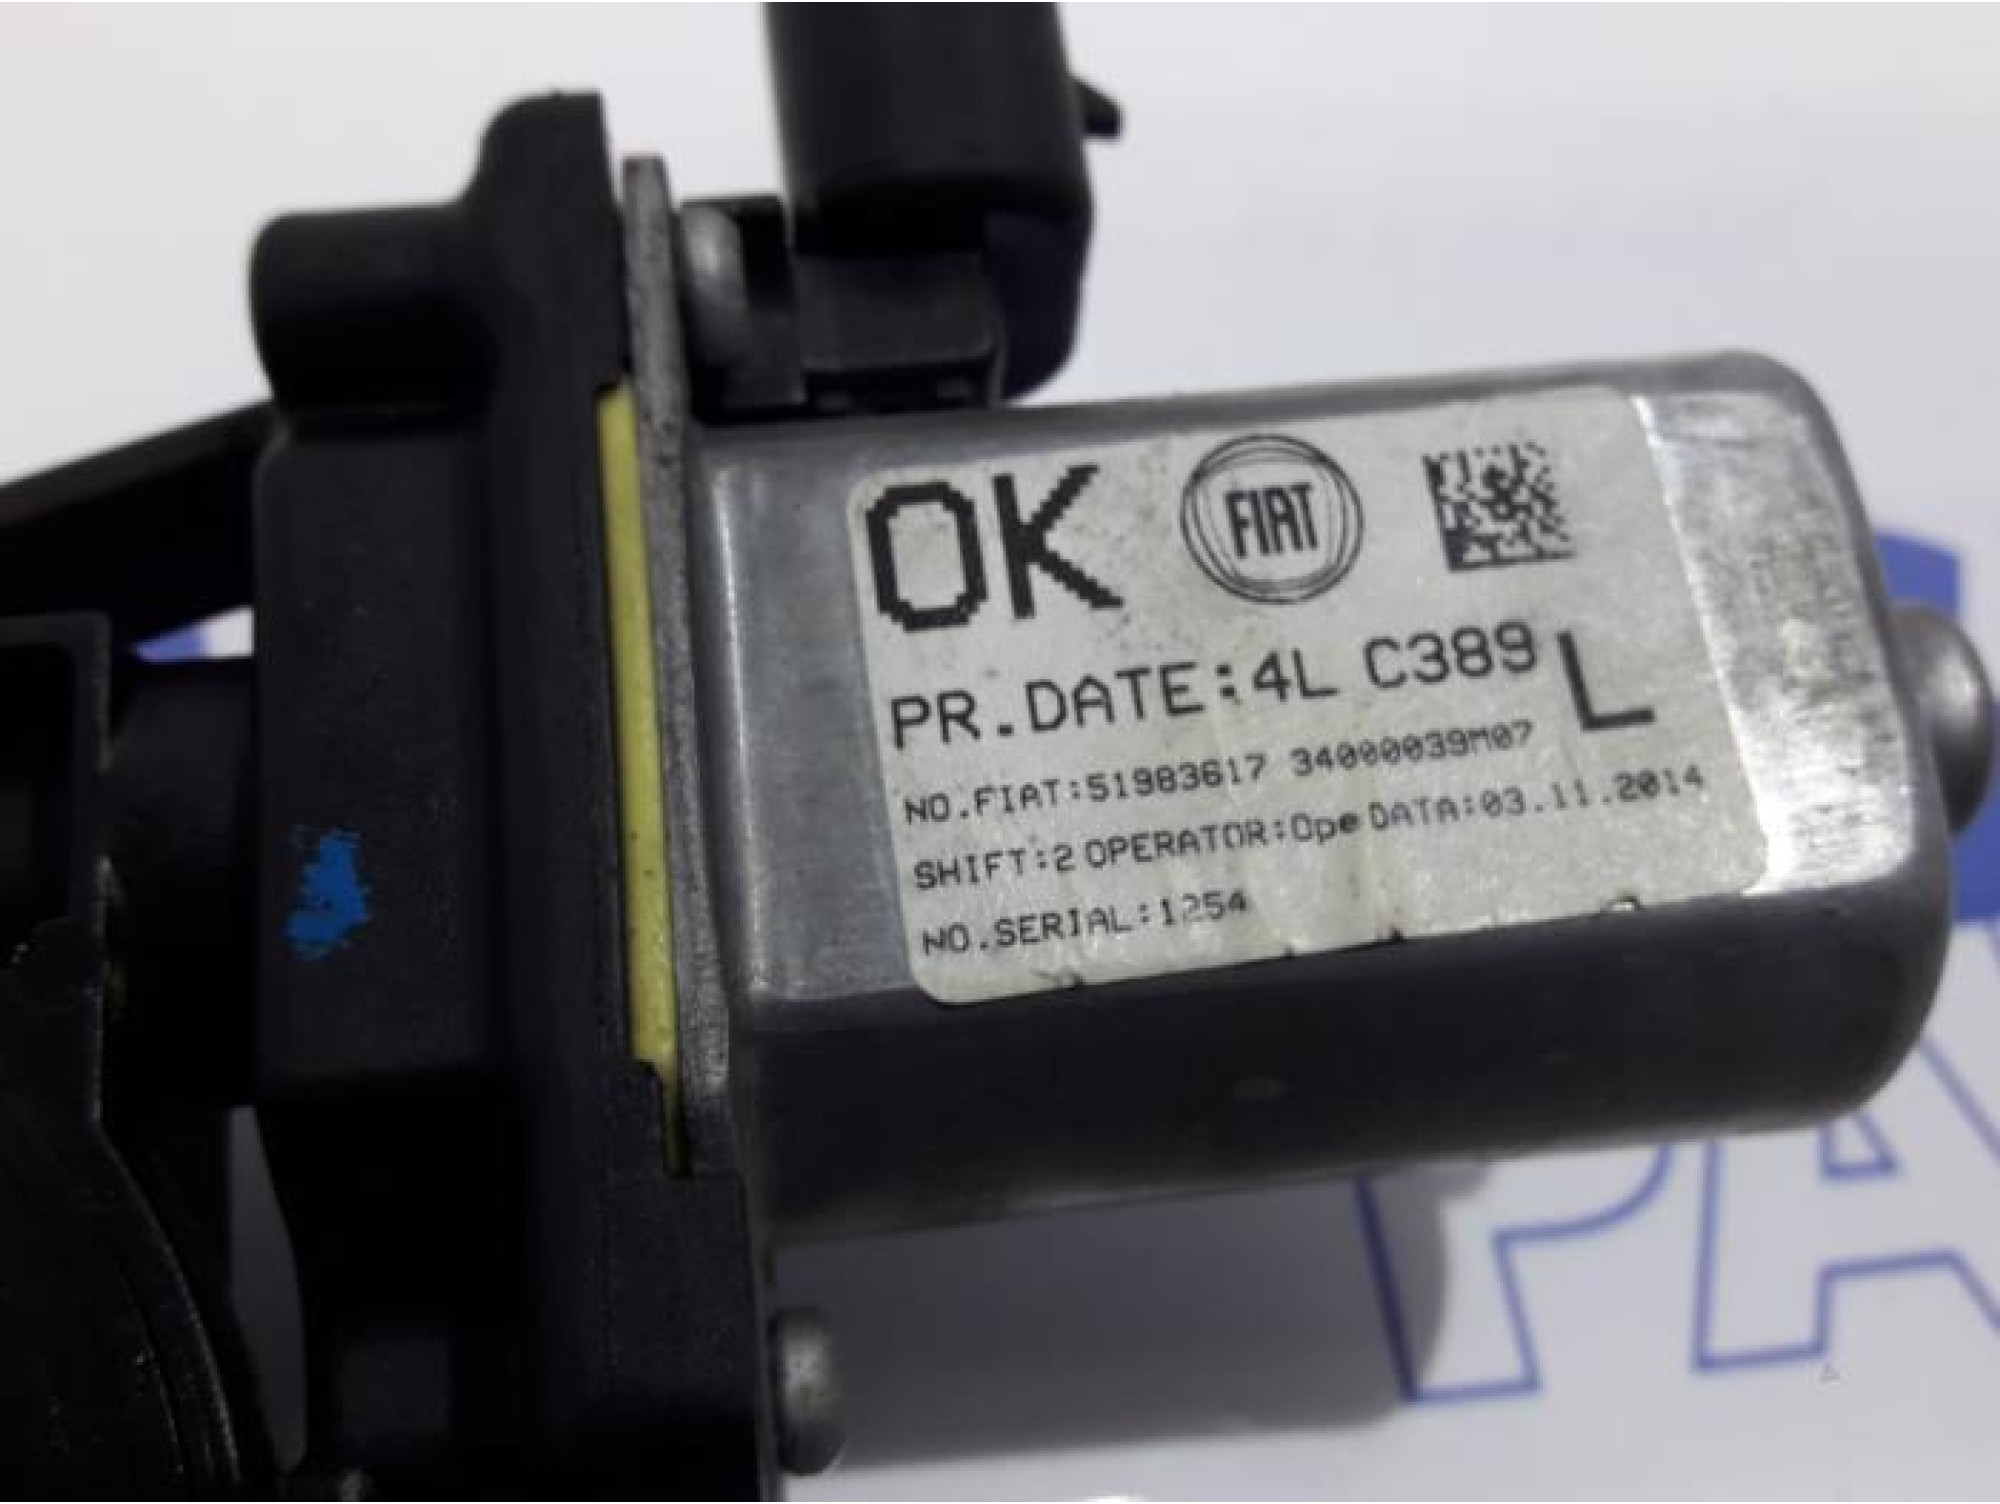 OK FIAT
PR.DATE:4L C389 L
NO.FIAT:51983617 34000039M07
SHIFT:2 OPERATOR:Ope DATA:03.11.2014
NO.SERIAL:1254
PA